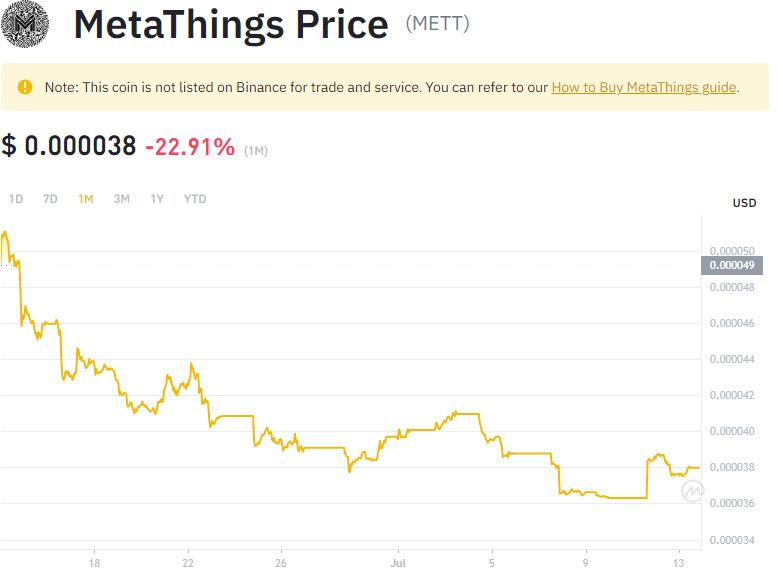 MetaThings Price (METT)
Note: This coin is not listed on Binance for trade and service. You can refer to our How to Buy MetaThings guide.
$ 0.000038 -22.91% (1M)
1D 7D 1M 3M 1Y YTD
USD
0.000050
0.000049
0.000048
0.000046
0.000044
0.000042
0.000040
0.000038
0.000036
0.000034
18 22 26 Jul 5 9 13